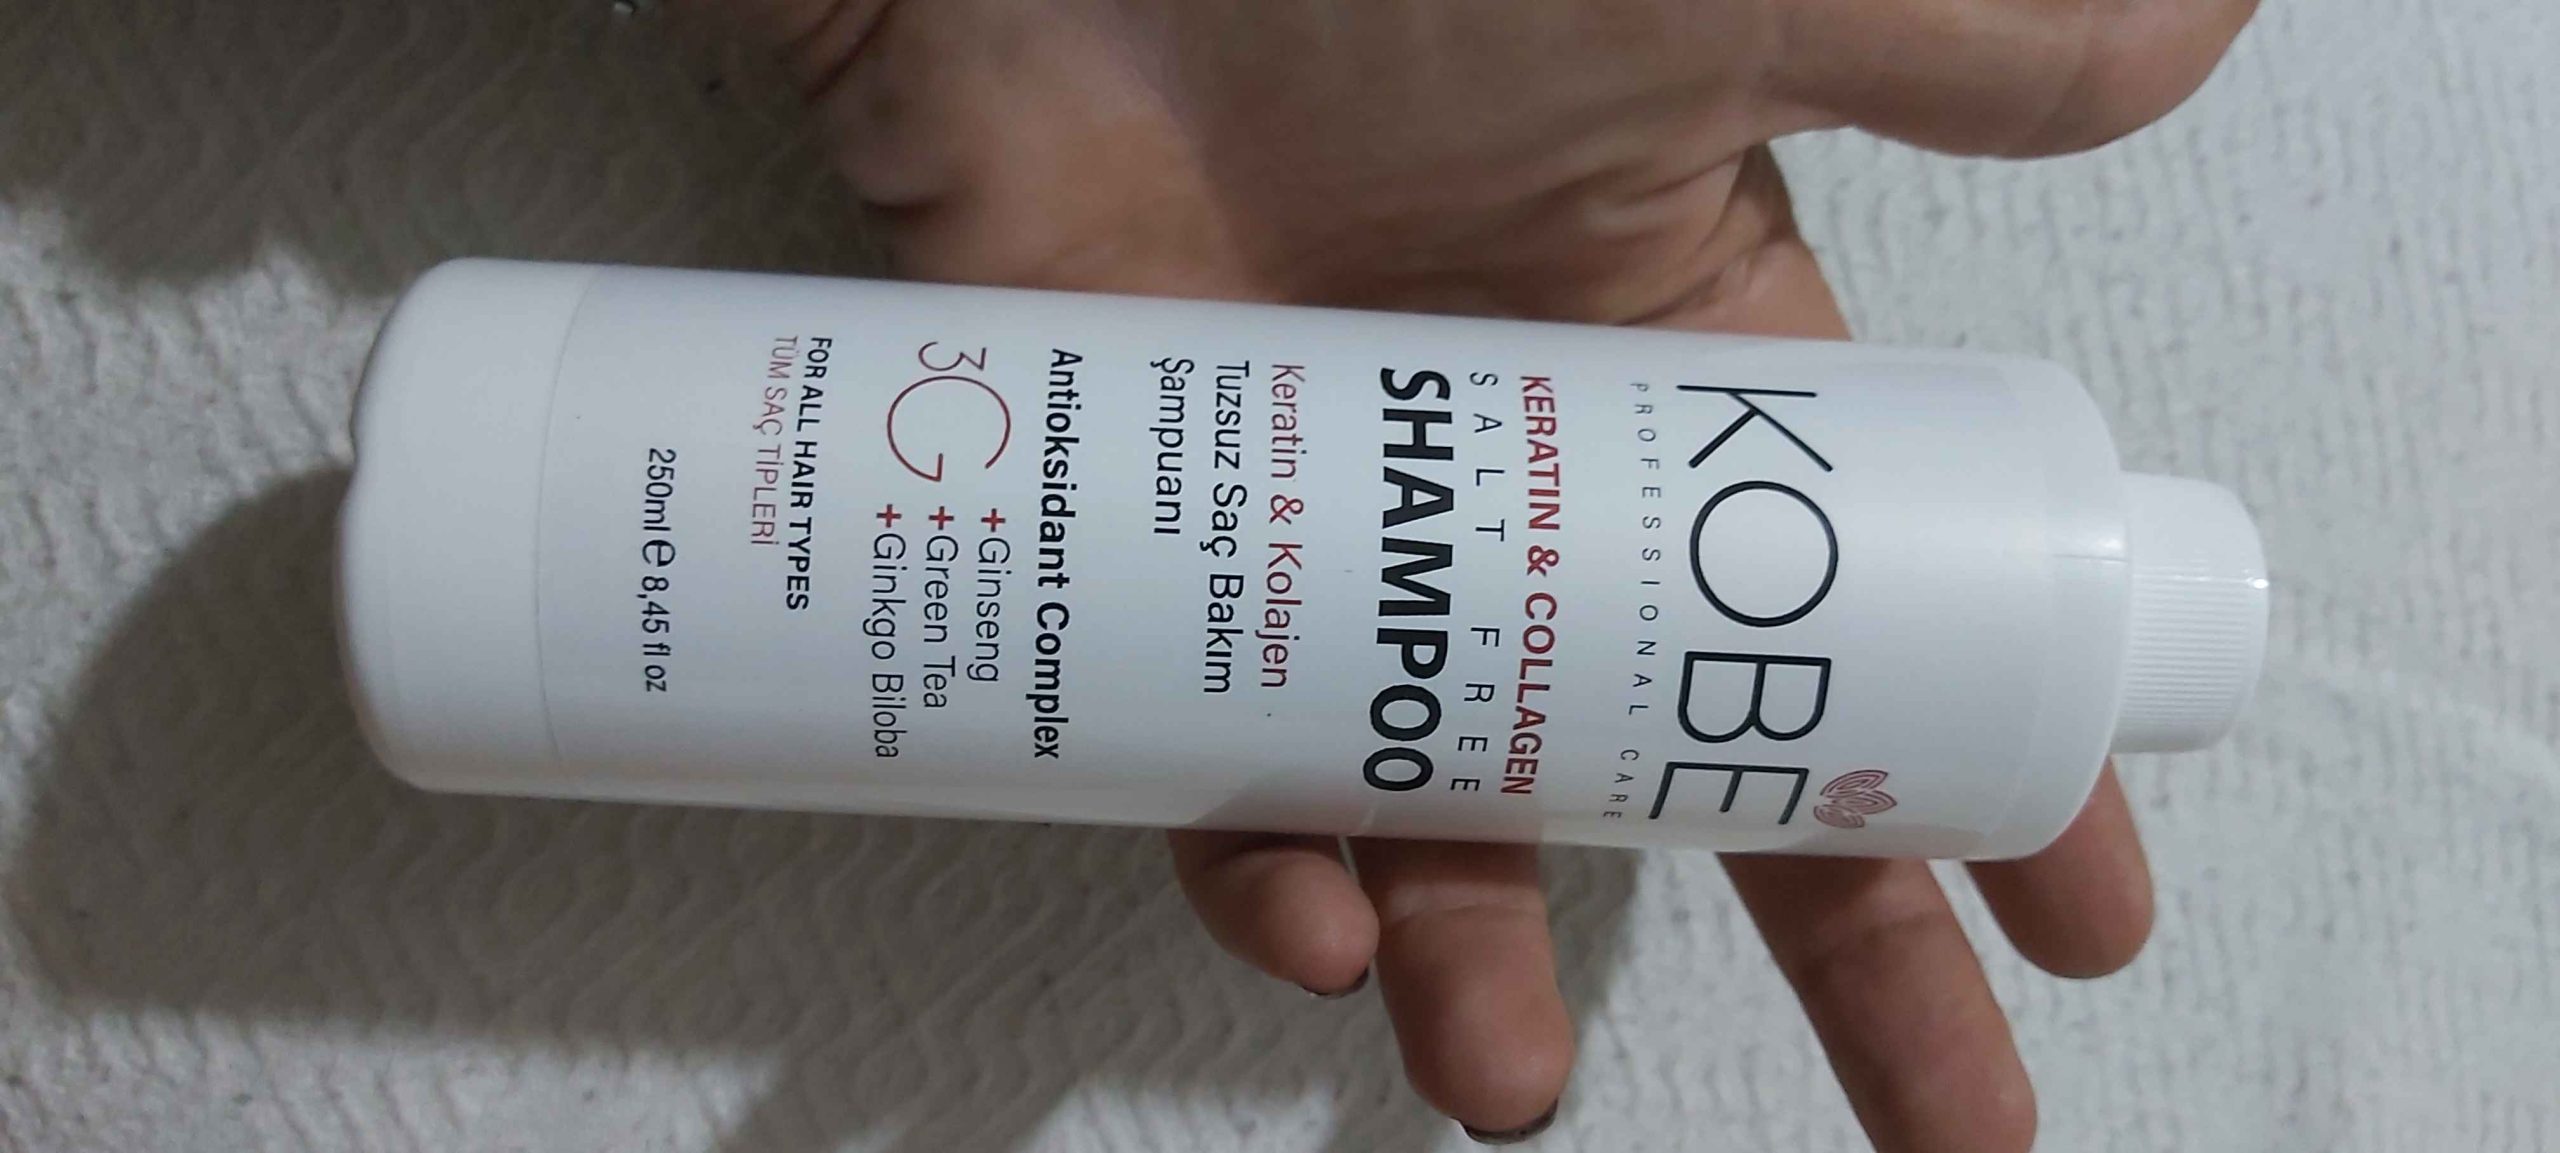 KOBE
PROFESSIONAL CARE
KERATIN & COLLAGEN
SALT FREE
SHAMPOO
Keratin & Kolajen
Tuzsuz Saç Bakım
Şampuanı
Antioksidant Complex
3G
+Ginseng
+Green Tea
+Ginkgo Biloba
FOR ALL HAIR TYPES
TÜM SAÇ TİPLERİ
250ml e 8,45 fl oz